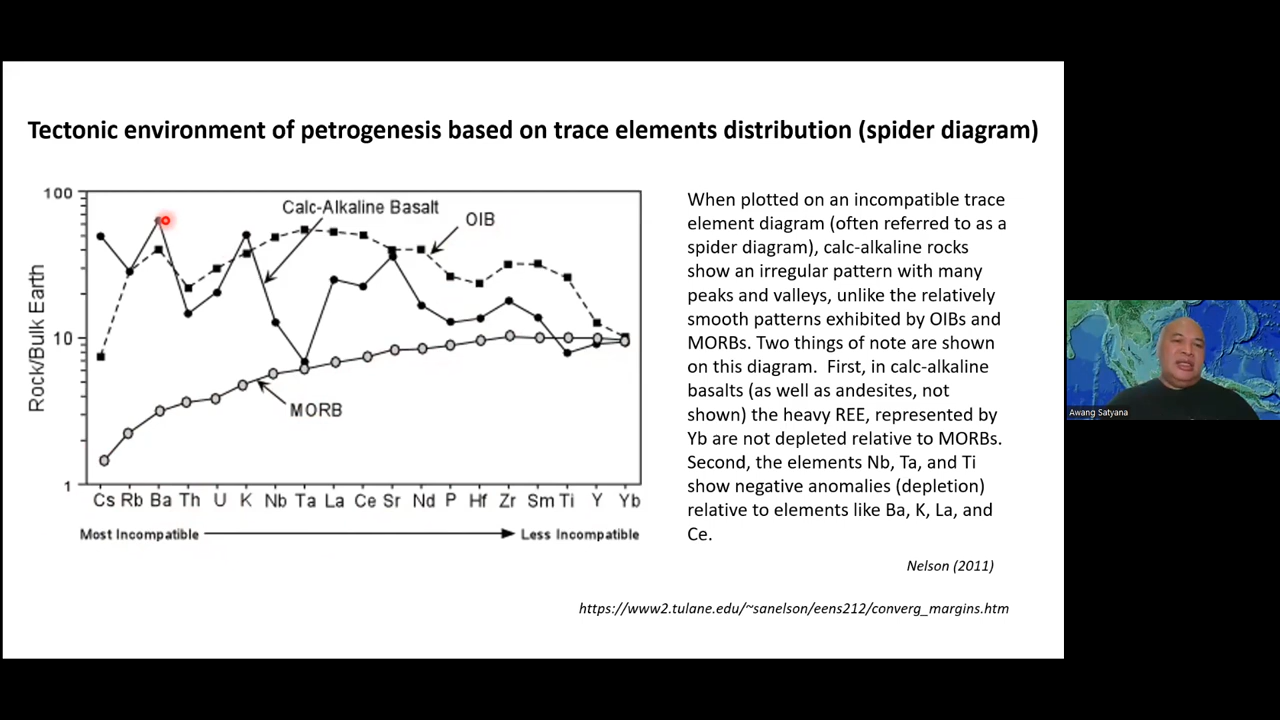 Tectonic environment of petrogenesis based on trace elements distribution (spider diagram)
100
10
1
Rock/Bulk Earth
Calc-Alkaline Basalt
OIB
MORB
Cs Rb Ba Th U K Nb Ta La Ce Sr Nd P Hf Zr Sm Ti Y Yb
Most Incompatible Less Incompatible
When plotted on an incompatible trace
element diagram (often referred to as a
spider diagram), calc-alkaline rocks
show an irregular pattern with many
peaks and valleys, unlike the relatively
smooth patterns exhibited by OIBs and
MORBs. Two things of note are shown
on this diagram. First, in calc-alkaline
basalts (as well as andesites, not
shown) the heavy REE, represented by
Yb are not depleted relative to MORBs.
Second, the elements Nb, Ta, and Ti
show negative anomalies (depletion)
relative to elements like Ba, K, La, and
Ce.
Nelson (2011)
https://www2.tulane.edu/~sanelson/eens212/converg_margins.htm
Awang Satyana